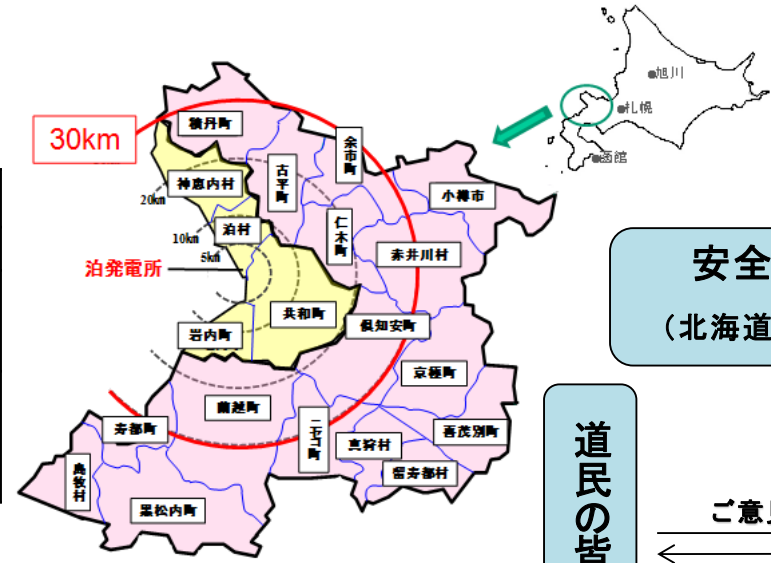 30km
積丹町
余市町
古平町
神恵内村
20km
小樽市
仁木町
泊村
10km
5km
赤井川村
泊発電所
共和町
倶知安町
岩内町
京極町
蘭越町
ニセコ町
寿都町
真狩村
喜茂別町
島牧村
留寿都村
黒松内町
旭川
札幌
函館
安全
（北海道
道民の皆
ご意見